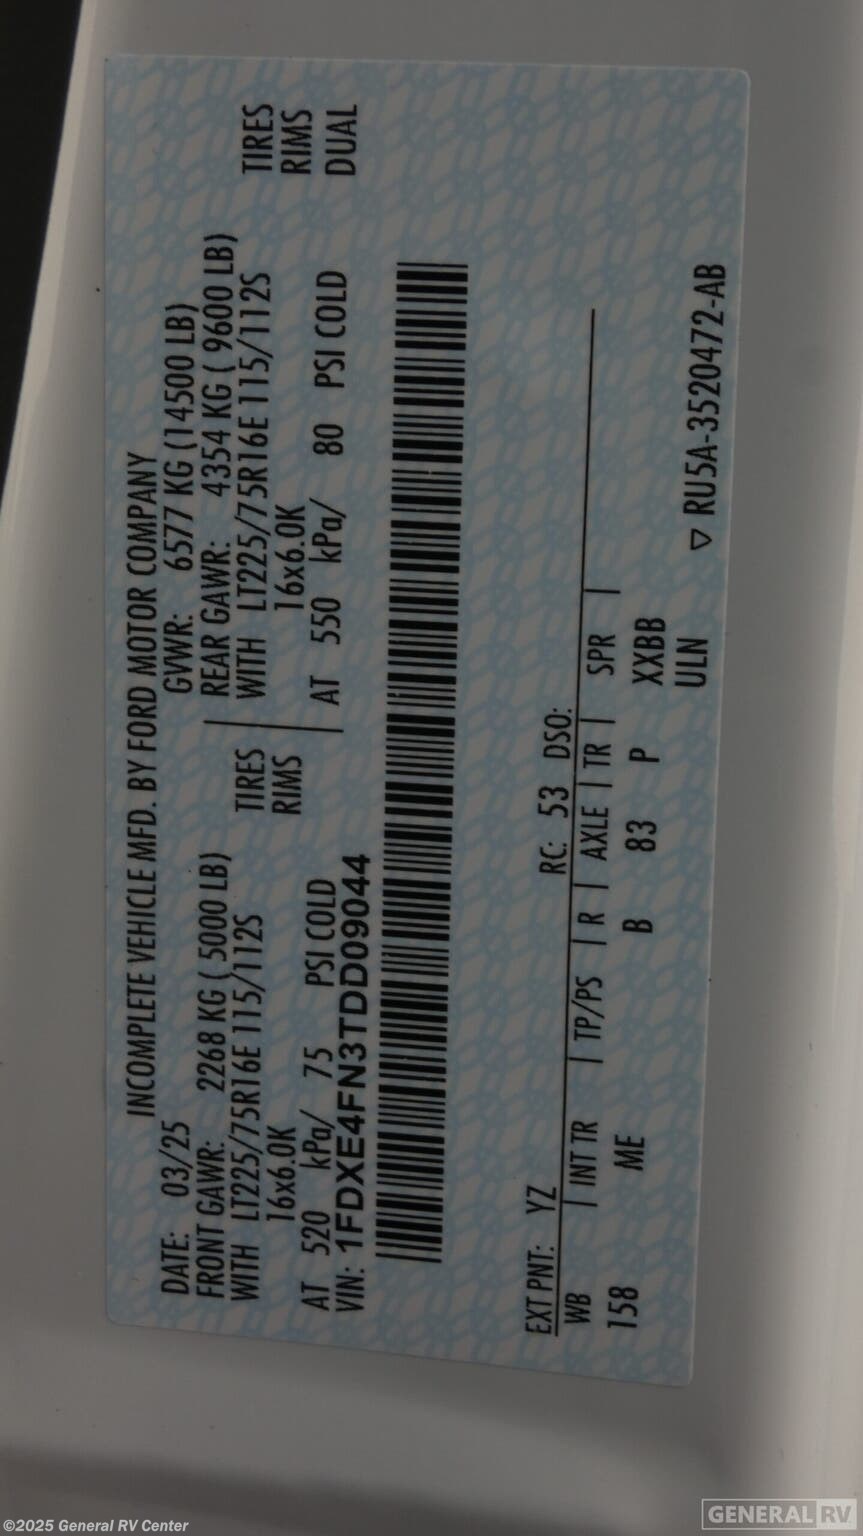 INCOMPLETE VEHICLE MFD. BY FORD MOTOR COMPANY
DATE: 03/25 GVWR: 6577 KG (14500 LB)
FRONT GAWR: 2268 KG ( 5000 LB) REAR GAWR: 4354 KG ( 9600 LB)
WITH LT225/75R16E 115/112S TIRES WITH LT225/75R16E 115/112S TIRES
16x6.0K RIMS 16x6.0K RIMS
AT 520 kPa/ 75 PSI COLD AT 550 kPa/ 80 PSI COLD DUAL
VIN: 1FDXE4FN3TDD09044
EXT PNT: YZ RC: 53 DSO:
WB | INT TR | TP/PS | R | AXLE | TR | SPR |
158 ME B 83 P XXBB
ULN
▽ RU5A-3520472-AB
©2025 General RV Center
GENERAL RV